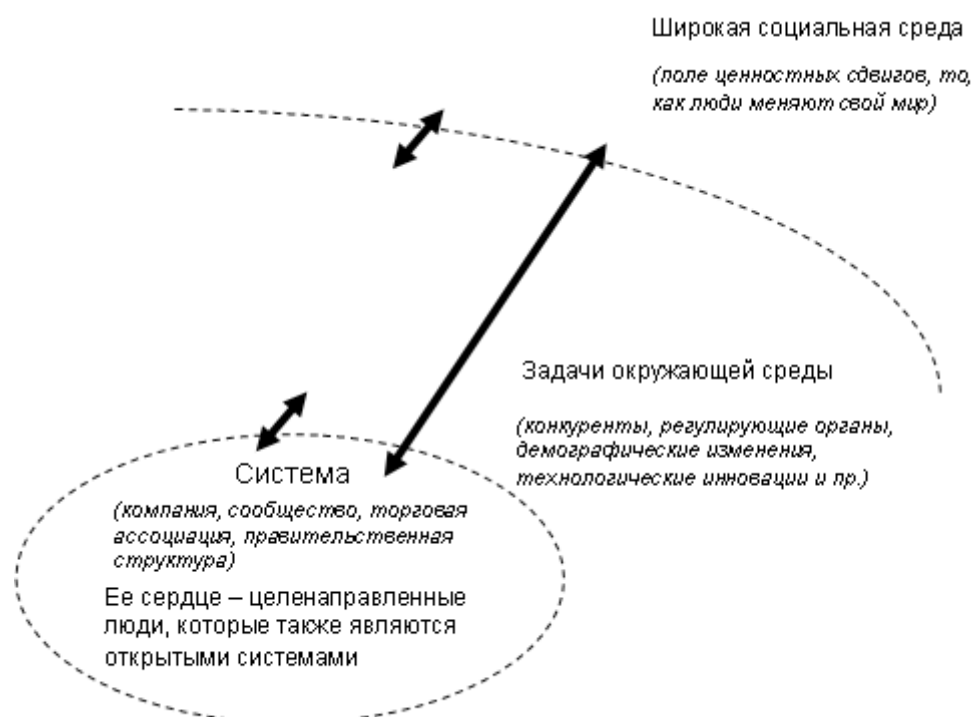 Широкая социальная среда
(поле ценностных сдвигов, то,
как люди меняют свой мир)
Задачи окружающей среды
(конкуренты, регулирующие органы,
демографические изменения,
технологические инновации и пр.)
Система
(компания, сообщество, торговая
ассоциация, правительственная
структура)
Ее сердце – целенаправленные
люди, которые также являются
открытыми системами